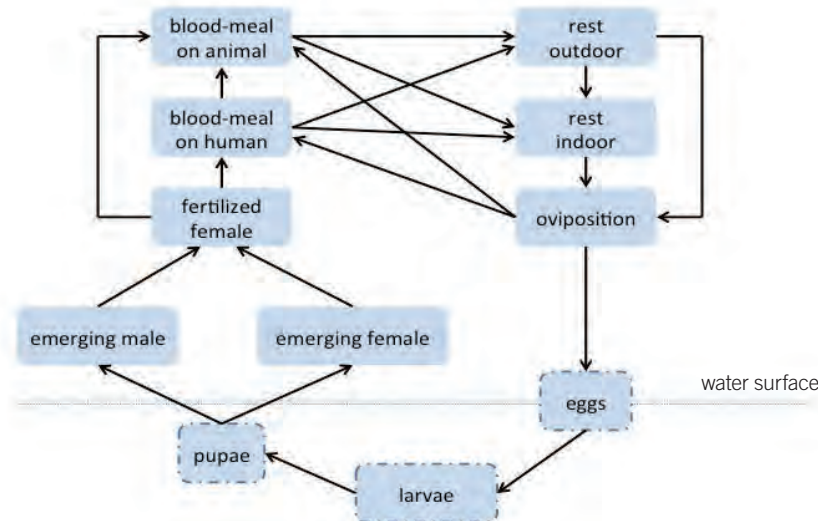 blood-meal
on animal
rest
outdoor
blood-meal
on human
rest
indoor
fertilized
female
oviposition
emerging male
emerging female
water surface
eggs
pupae
larvae